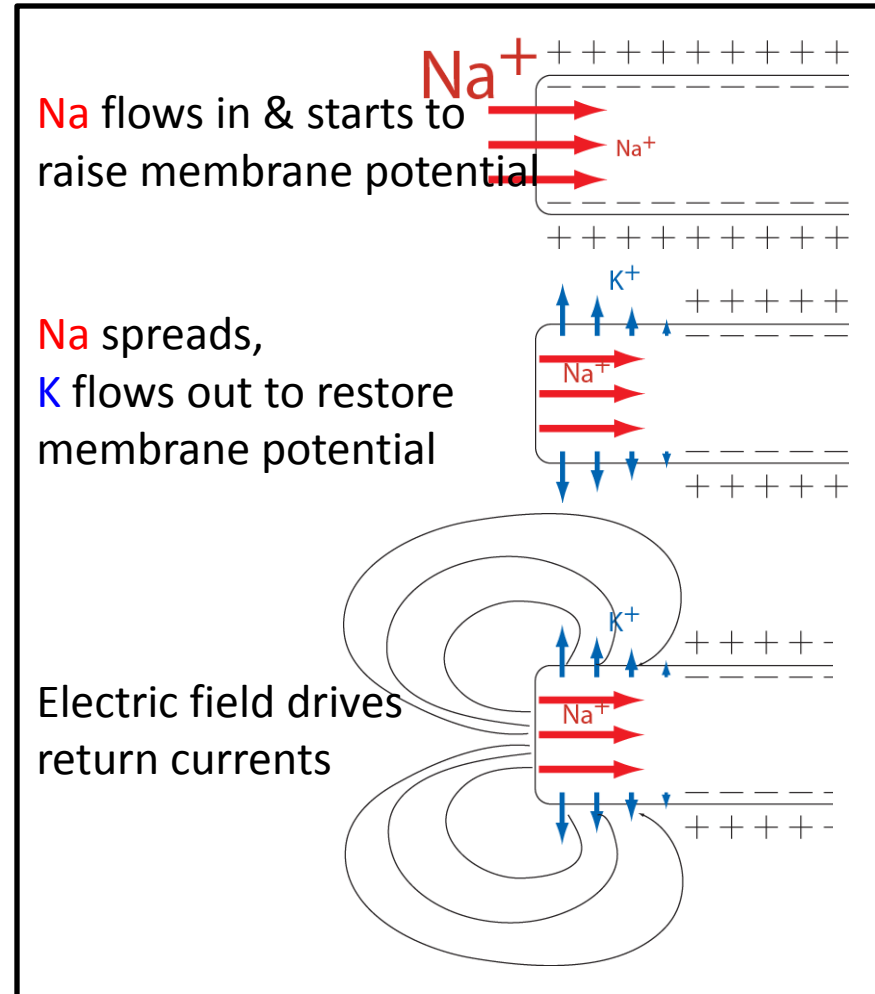 + + + + + + + +
Na⁺
Na flows in & starts to
raise membrane potential
— — — — — — — —
Na⁺
— — — — — — — —
+ + + + + + + +
K⁺
+ + + + +
— — — — —
Na spreads,
K flows out to restore
membrane potential
Na⁺
— — — — —
+ + + + +
K⁺
+ + + + +
— — — — —
Electric field drives
return currents
Na⁺
— — — — —
+ + + + +